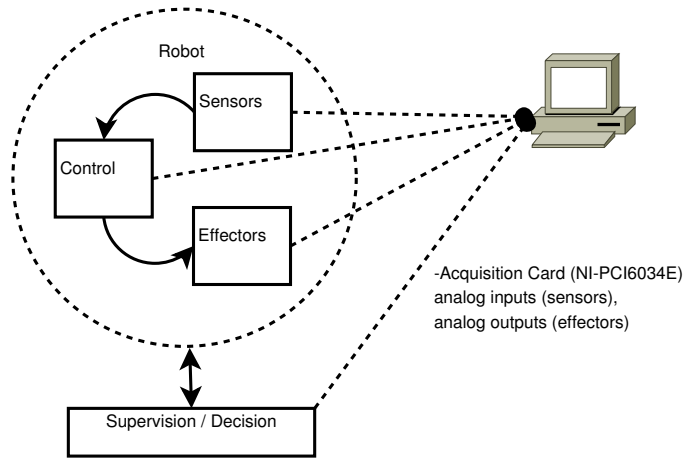 Robot
Sensors
Control
Effectors
-Acquisition Card (NI-PCI6034E)
analog inputs (sensors),
analog outputs (effectors)
Supervision / Decision